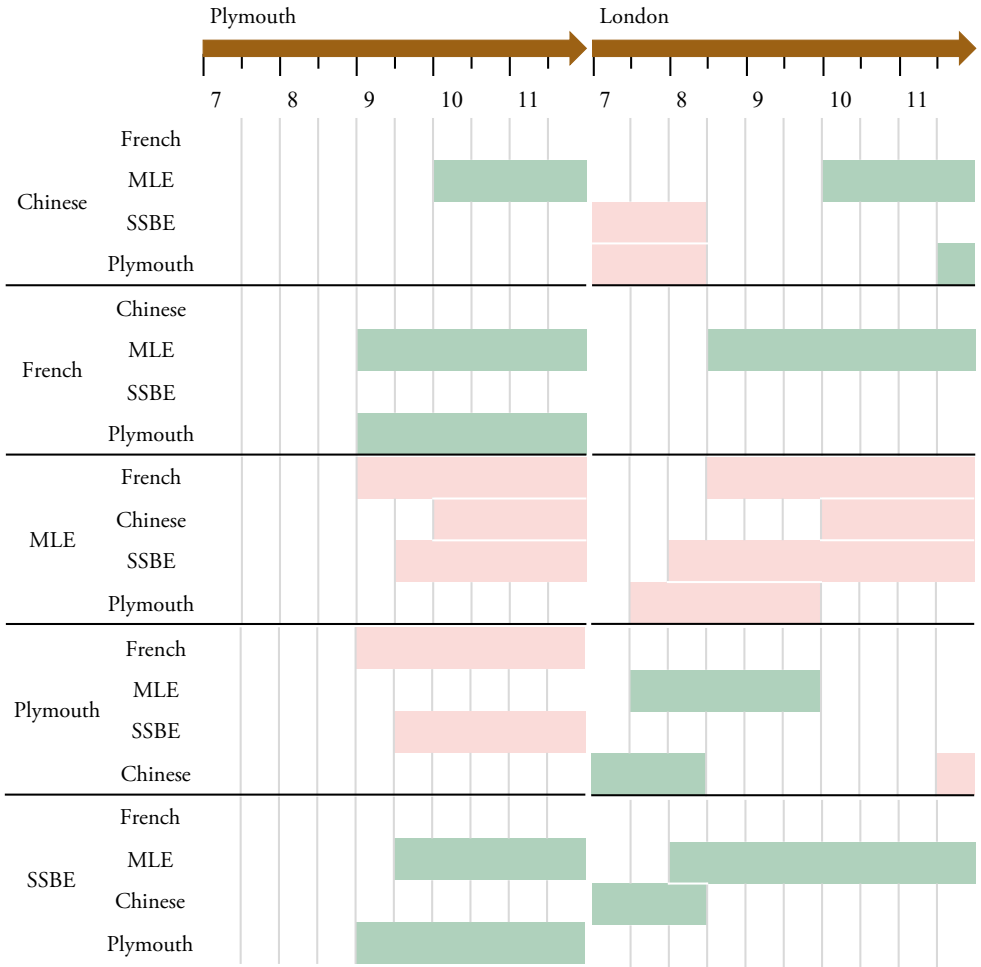 Plymouth London
7 8 9 10 11 7 8 9 10 11
Chinese
French
MLE
SSBE
Plymouth
French
Chinese
MLE
SSBE
Plymouth
MLE
French
Chinese
SSBE
Plymouth
Plymouth
French
MLE
SSBE
Chinese
SSBE
French
MLE
Chinese
Plymouth